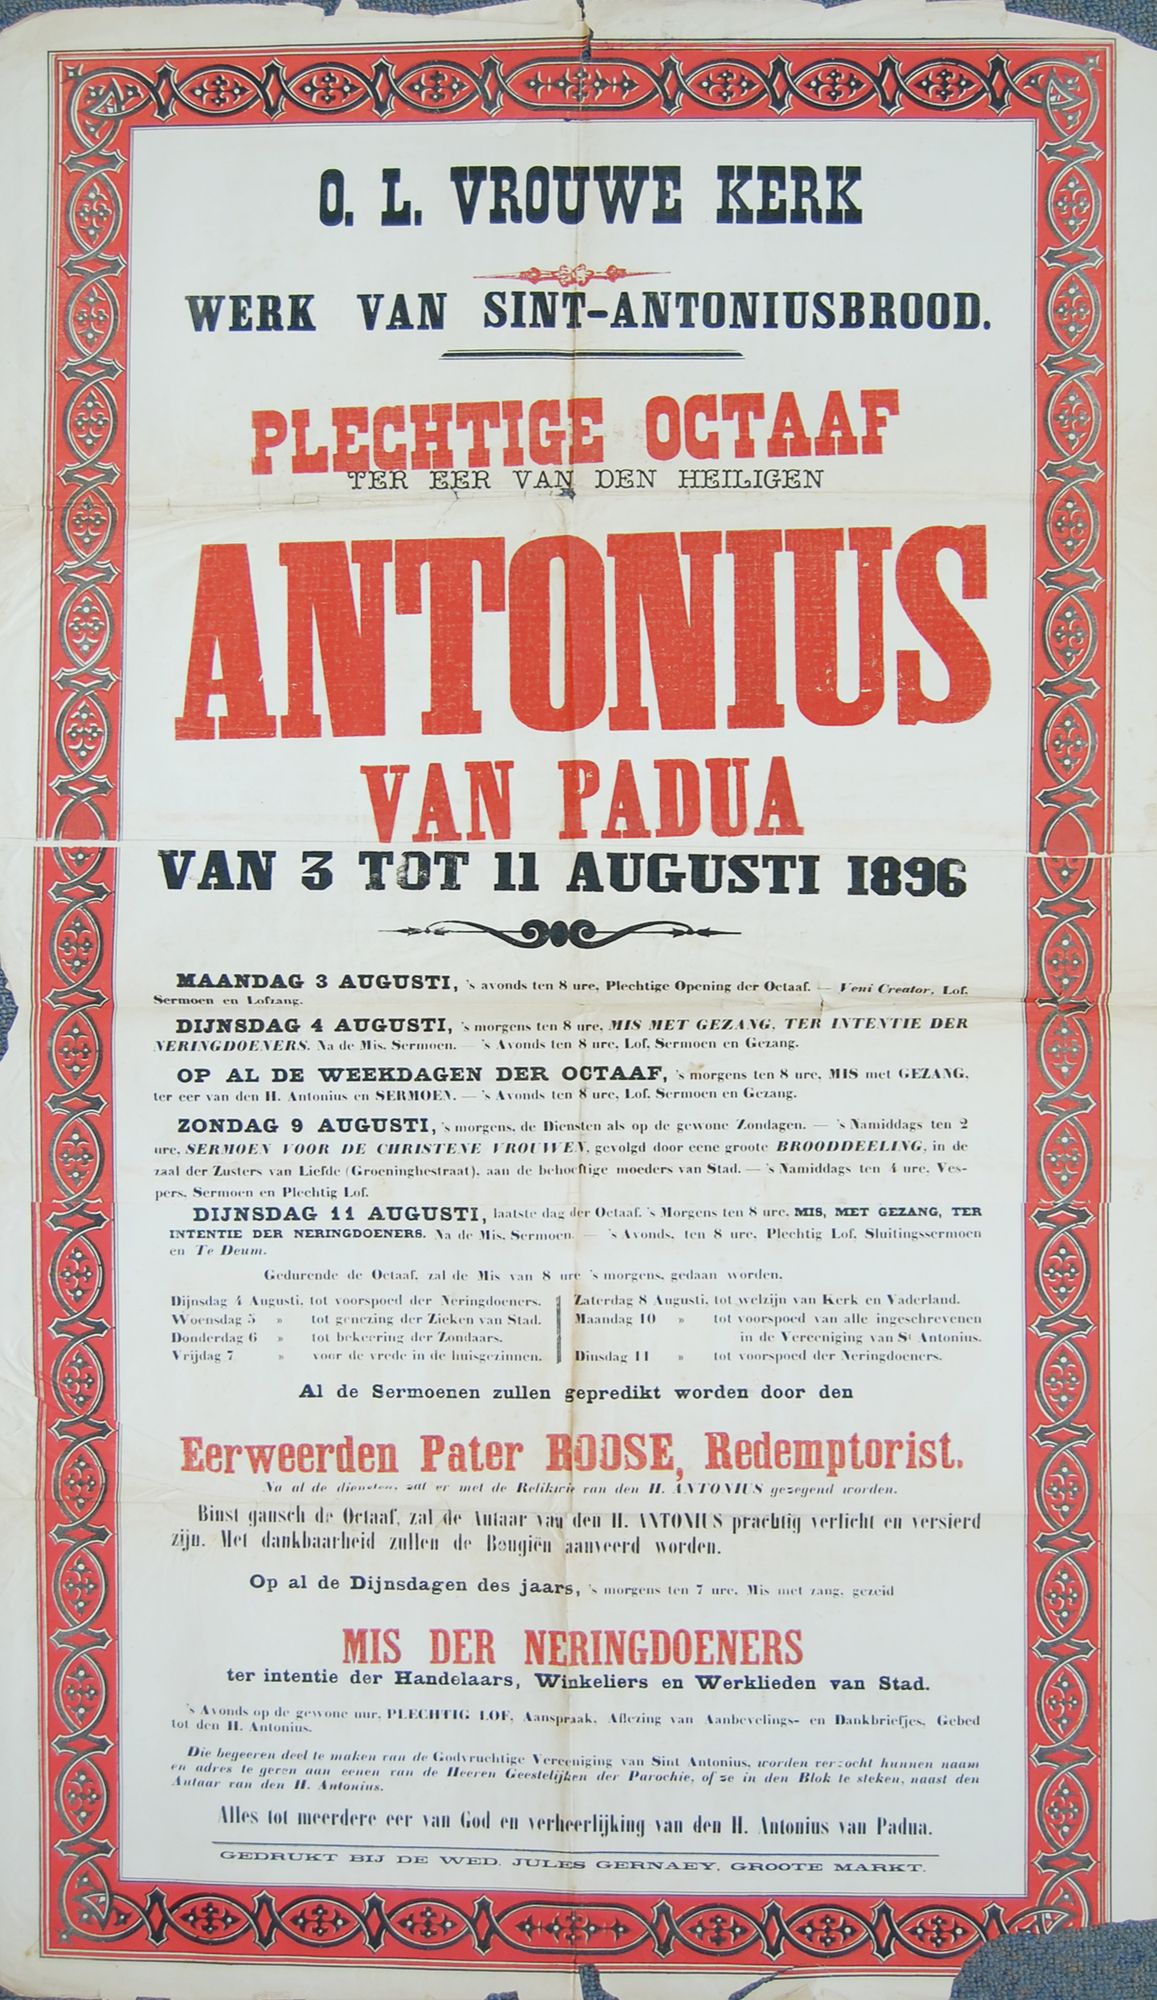 O. L. VROUWE KERK
WERK VAN SINT-ANTONIUSBROOD.
PLECHTIGE OCTAAF
TER EER VAN DEN HEILIGEN
ANTONIUS
VAN PADUA
VAN 3 TOT 11 AUGUSTI 1896
MAANDAG 3 AUGUSTI, 's avonds ten 8 ure, Plechtige Opening der Octaaf. — Veni Creator, Lof,
Sermoen en Lofzang.
DIJNSDAG 4 AUGUSTI, 's morgens ten 8 ure, MIS MET GEZANG, TER INTENTIE DER
NERINGDOENERS. Na de Mis, Sermoen. — 's Avonds ten 8 ure, Lof, Sermoen en Gezang.
OP AL DE WEEKDAGEN DER OCTAAF, 's morgens ten 8 ure, MIS met GEZANG,
ter eer van den H. Antonius en SERMOEN. — 's Avonds ten 8 ure, Lof, Sermoen en Gezang.
ZONDAG 9 AUGUSTI, 's morgens, de Diensten als op de gewone Zondagen. — 's Namiddags ten 2
ure, SERMOEN VOOR DE CHRISTENE VROUWEN, gevolgd door eene groote BROODDEELING, in de
zaal der Zusters van Liefde (Groeninghestraat), aan de behoeftige moeders van Stad. — 's Namiddags ten 4 ure, Ves-
pers, Sermoen en Plechtig Lof.
DIJNSDAG 11 AUGUSTI, laatste dag der Octaaf. 's Morgens ten 8 ure, MIS, MET GEZANG, TER
INTENTIE DER NERINGDOENERS. Na de Mis, Sermoen. — 's Avonds, ten 8 ure, Plechtig Lof, Sluitingssermoen
en Te Deum.
Gedurende de Octaaf, zal de Mis van 8 ure 's morgens, gedaan worden,
Dijnsdag 4 Augusti, tot voorspoed der Neringdoeners.
Woensdag 5 » tot genezing der Zieken van Stad.
Donderdag 6 » tot bekeering der Zondaars.
Vrijdag 7 » voor de vrede in de huisgezinnen.
Zaterdag 8 Augusti, tot welzijn van Kerk en Vaderland.
Maandag 10 » tot voorspoed van alle ingeschrevenen
in de Vereeniging van St Antonius.
Dinsdag 11 » tot voorspoed der Neringdoeners.
Al de Sermoenen zullen gepredikt worden door den
Eerweerden Pater ROOSE, Redemptorist.
Na al de diensten, zal er met de Relikwie van den H. ANTONIUS gezegend worden.
Binst gansch de Octaaf, zal de Autaar van den H. ANTONIUS prachtig verlicht en versierd
zijn. Met dankbaarheid zullen de Bougiën aanveerd worden.
Op al de Dijnsdagen des jaars, 's morgens ten 7 ure, Mis met zang, gezeid
MIS DER NERINGDOENERS
ter intentie der Handelaars, Winkeliers en Werklieden van Stad.
's Avonds op de gewone uur, PLECHTIG LOF, Aanspraak, Aflezing van Aanbevelings- en Dankbriefjes, Gebed
tot den H. Antonius.
Die begeeren deel te maken van de Godvruchtige Vereeniging van Sint Antonius, worden verzocht hunnen naam
en adres te geven aan eenen van de Heeren Geestelijken der Parochie, of ze in den Blok te steken, naast den
Autaar van den H. Antonius.
Alles tot meerdere eer van God en verheerlijking van den H. Antonius van Padua.
GEDRUKT BIJ DE WED. JULES GERNAEY, GROOTE MARKT.